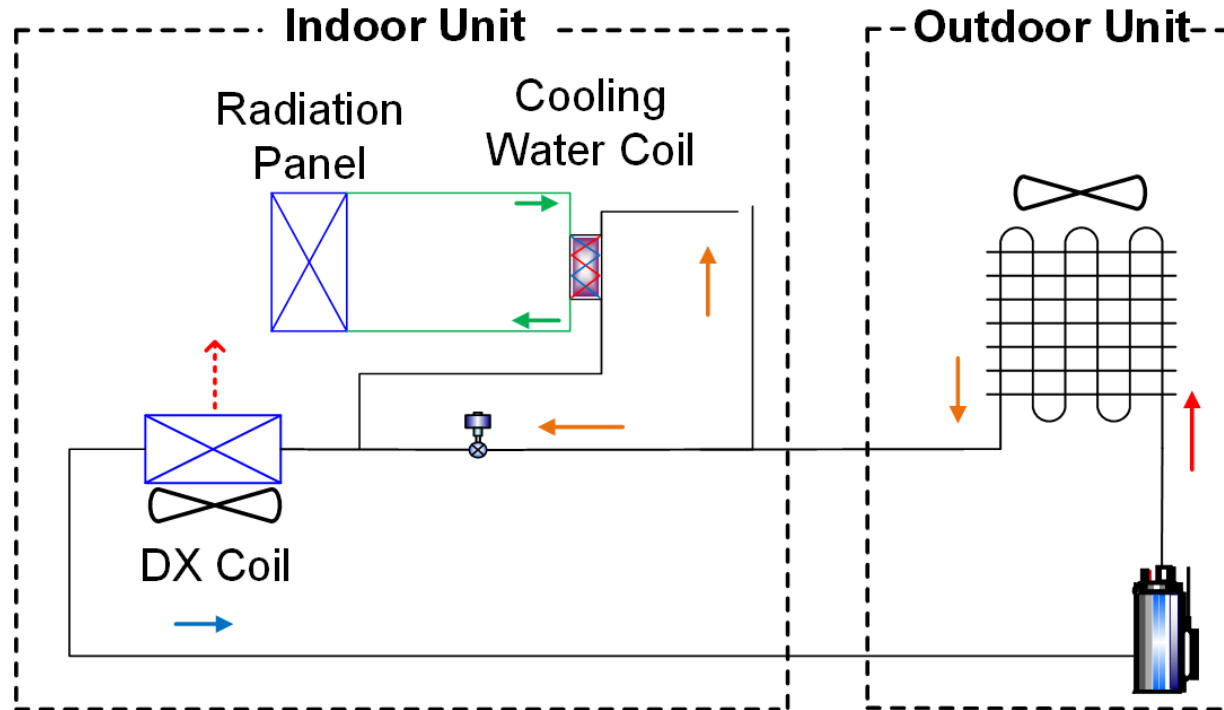 Indoor Unit
Outdoor Unit
Radiation
Panel
Cooling
Water Coil
DX Coil